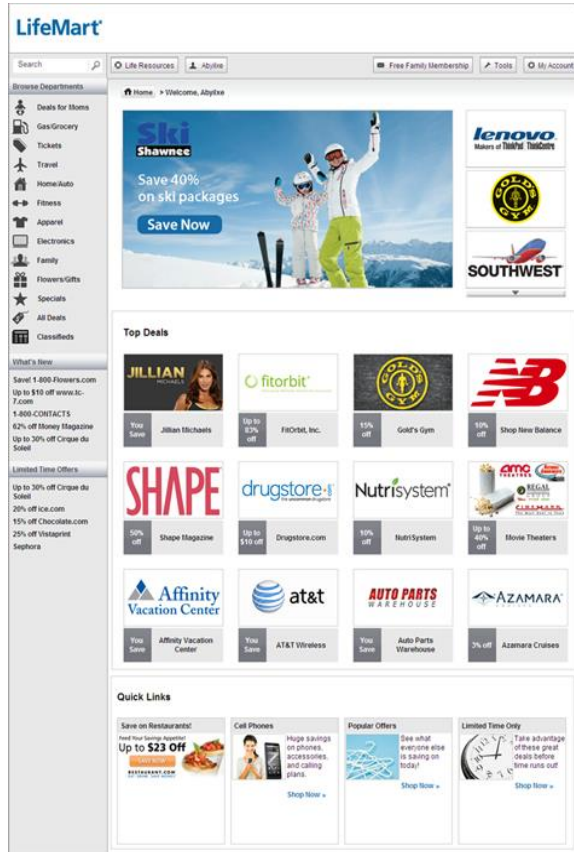 LifeMart
Search
Life Resources
Abyilxe
Free Family Membership
Tools
My Account
Browse Departments
Deals for Moms
Gas/Grocery
Tickets
Travel
Home/Auto
Fitness
Apparel
Electronics
Family
Flowers/Gifts
Specials
All Deals
Classifieds
What's New
Save! 1-800-Flowers.com
Up to $10 off www.tc-
7.com
1-800-CONTACTS
62% off Money Magazine
Up to 30% off Cirque du
Soleil
Limited Time Offers
Up to 30% off Cirque du
Soleil
20% off ice.com
15% off Chocolate.com
25% off Vistaprint
Sephora
Home > Welcome, Abyilxe
Ski
Shawnee
Save 40%
on ski packages
Save Now
lenovo
Makers of ThinkPad ThinkCentre
GOLD'S
GYM
SOUTHWEST
Top Deals
JILLIAN
MICHAELS
You
Save
Jillian Michaels
fitorbit
Up to
83%
off
FitOrbit, Inc.
GOLD'S
GYM
15%
off
Gold's Gym
NB
10%
off
Shop New Balance
SHAPE
50%
off
Shape Magazine
drugstore
the uncommon drugstore
Up to
$10 off
Drugstore.com
Nutrisystem
10%
off
NutriSystem
amc
THEATRES
REGAL
CINEMARK
Up to
40%
off
Movie Theaters
Affinity
Vacation Center
You
Save
Affinity Vacation
Center
at&t
You
Save
AT&T Wireless
AUTO PARTS
WAREHOUSE
You
Save
Auto Parts
Warehouse
AZAMARA
3% off
Azamara Cruises
Quick Links
Save on Restaurants!
Feed Your Savings Appetite!
Up to $23 Off
SAVE NOW
RESTAURANT.COM
Cell Phones
Huge savings
on phones,
accessories,
and calling
plans.
Shop Now »
Popular Offers
See what
everyone else
is saving on
today!
Shop Now »
Limited Time Only
Take advantage
of these great
deals before
time runs out!
Shop Now »